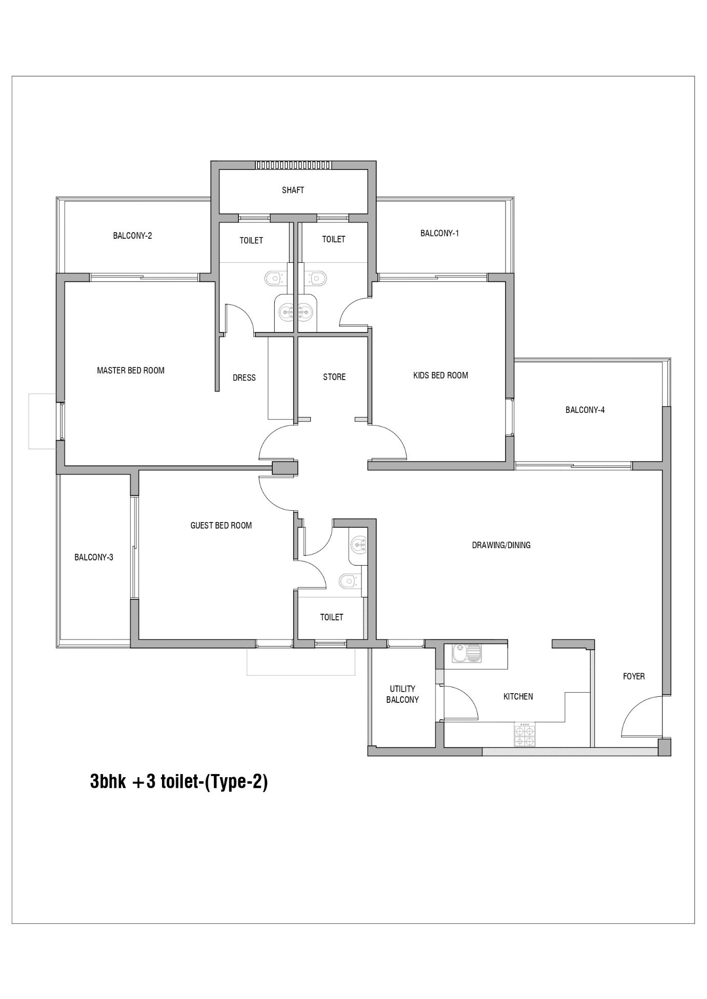 SHAFT
BALCONY-2
TOILET
TOILET
BALCONY-1
MASTER BED ROOM
DRESS
STORE
KIDS BED ROOM
BALCONY-4
GUEST BED ROOM
BALCONY-3
DRAWING/DINING
TOILET
UTILITY
BALCONY
KITCHEN
FOYER
3bhk +3 toilet-(Type-2)